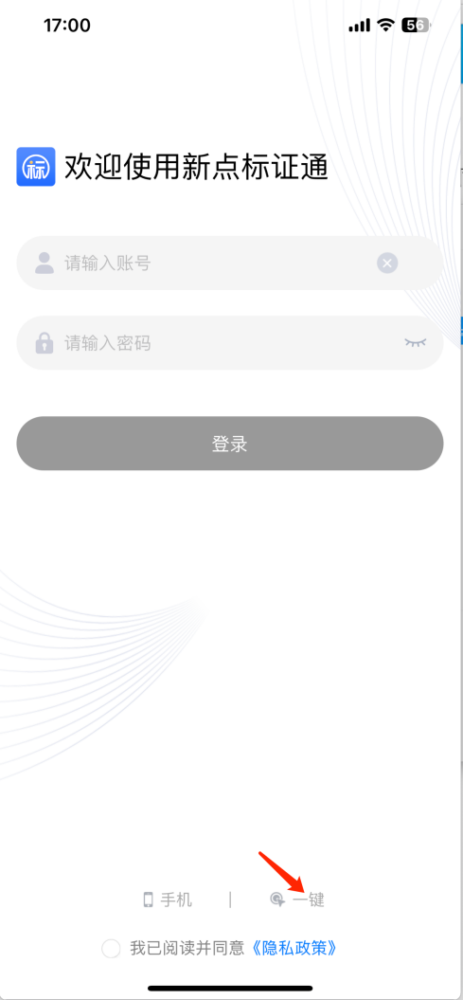 17:00
56
标
欢迎使用新点标证通
请输入账号
请输入密码
登录
手机 | 一键
我已阅读并同意《隐私政策》